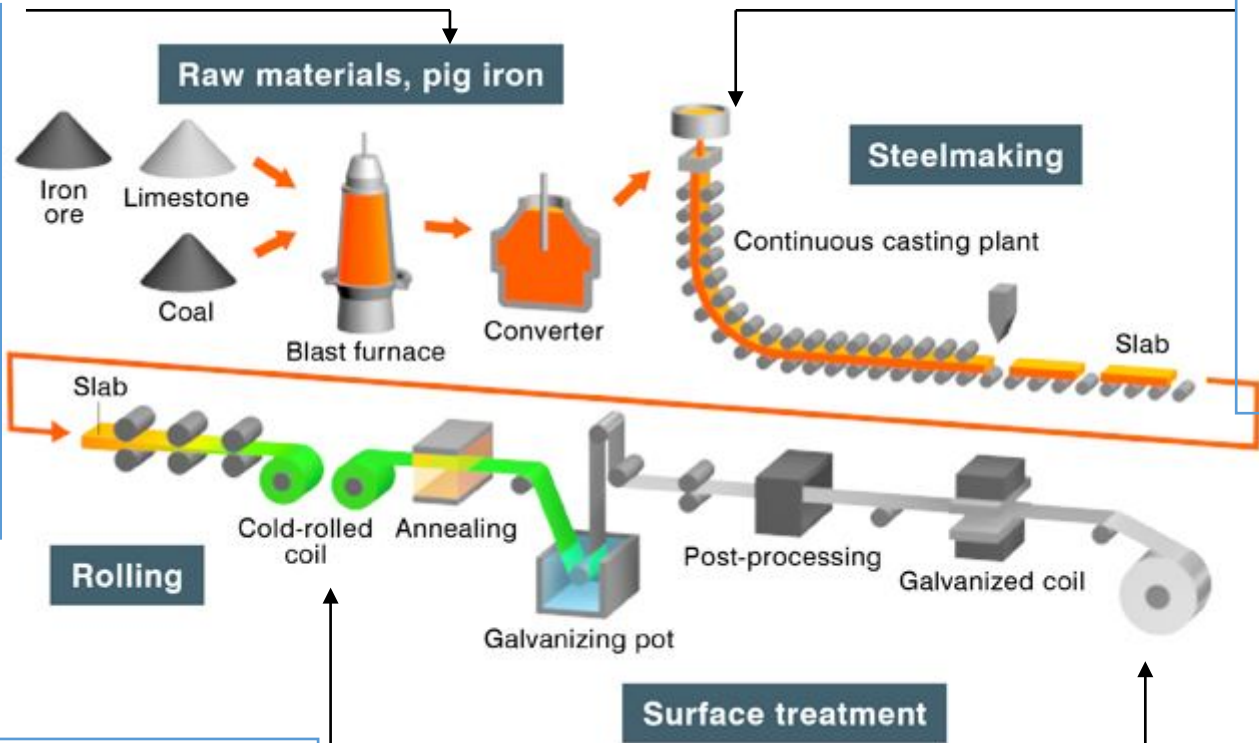 Raw materials, pig iron
Iron
ore
Limestone
Coal
Blast furnace
Converter
Steelmaking
Continuous casting plant
Slab
Slab
Cold-rolled
coil
Annealing
Rolling
Galvanizing pot
Post-processing
Galvanized coil
Surface treatment